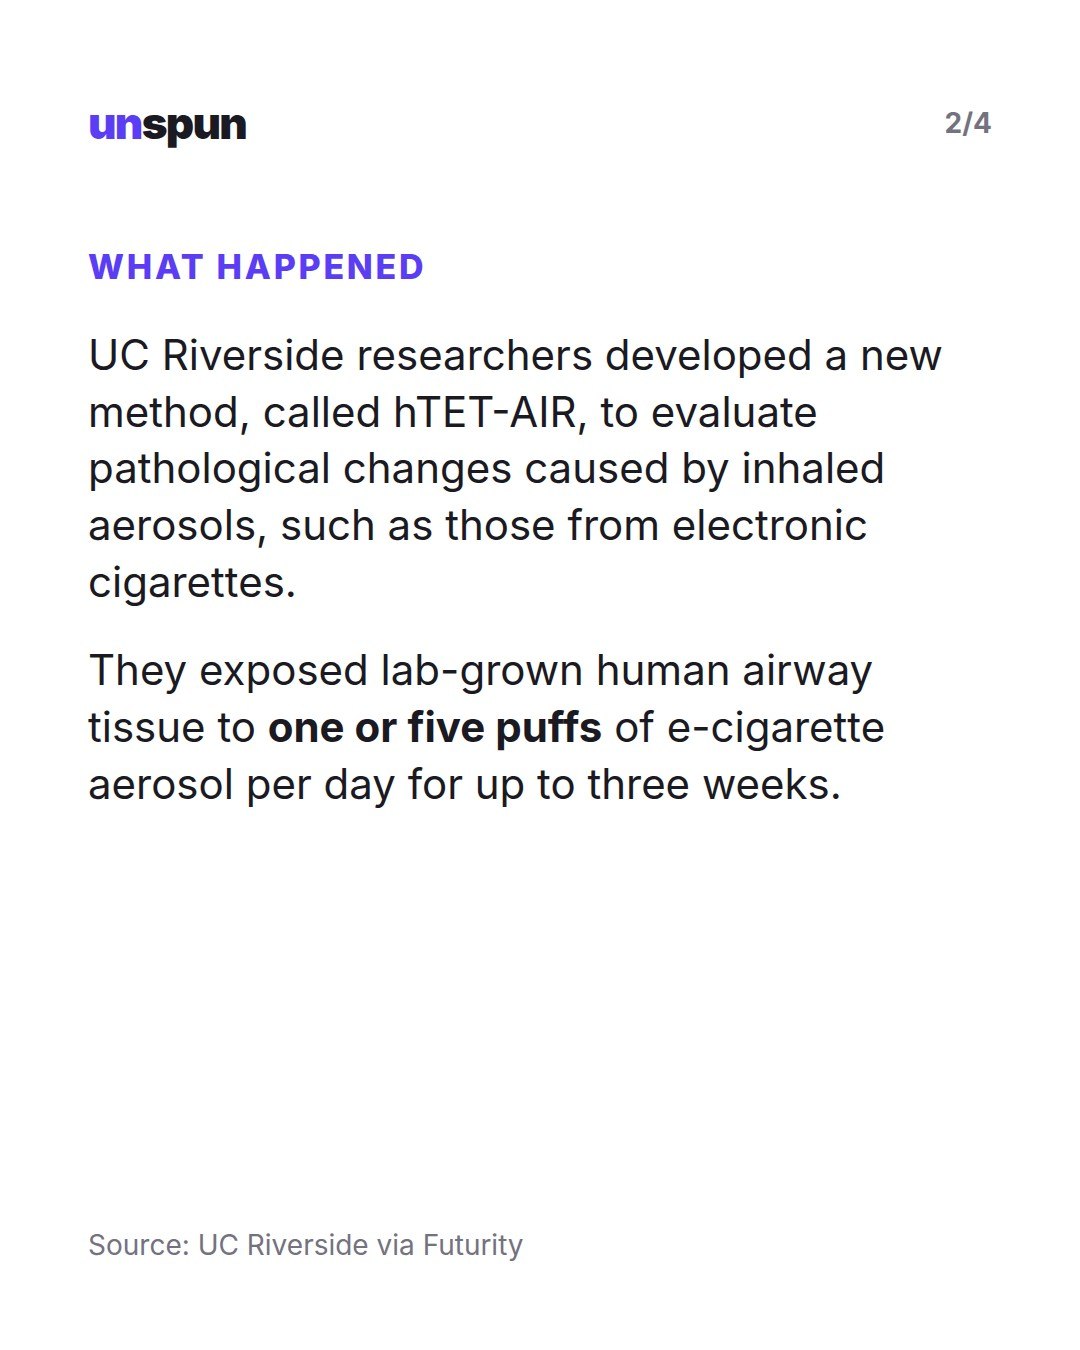 unspun
2/4
WHAT HAPPENED
UC Riverside researchers developed a new
method, called hTET-AIR, to evaluate
pathological changes caused by inhaled
aerosols, such as those from electronic
cigarettes.
They exposed lab-grown human airway
tissue to one or five puffs of e-cigarette
aerosol per day for up to three weeks.
Source: UC Riverside via Futurity